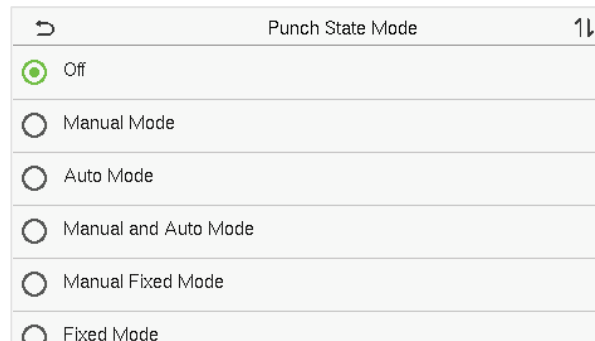 Punch State Mode
Off
Manual Mode
Auto Mode
Manual and Auto Mode
Manual Fixed Mode
Fixed Mode